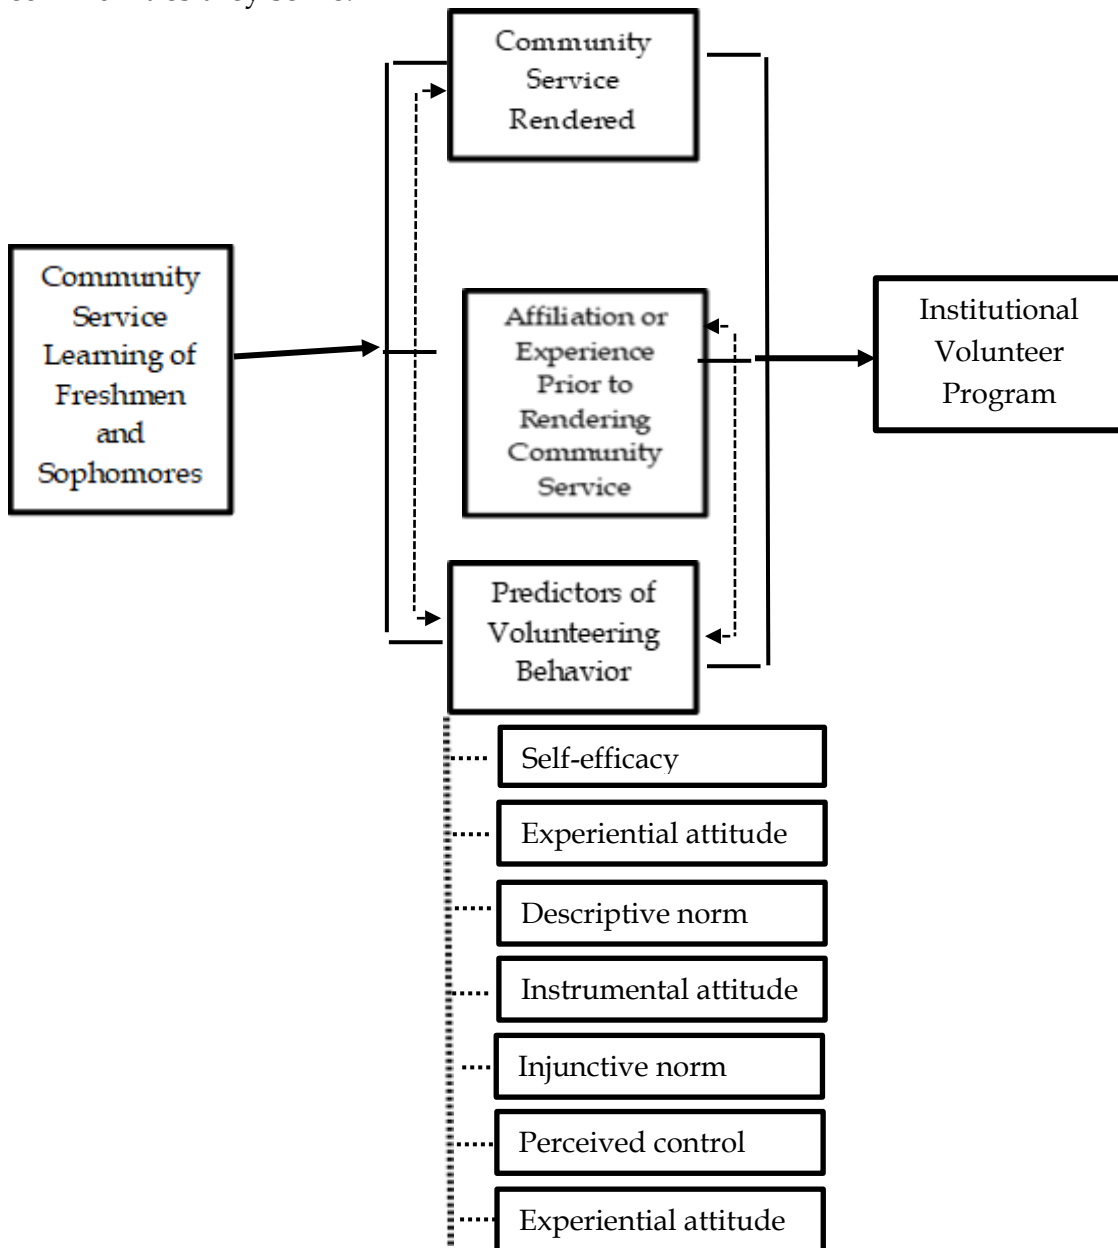 Community
Service
Rendered
Community
Service
Learning of
Freshmen
and
Sophomores
Affiliation or
Experience
Prior to
Rendering
Community
Service
Institutional
Volunteer
Program
Predictors of
Volunteering
Behavior
Self-efficacy
Experiential attitude
Descriptive norm
Instrumental attitude
Injunctive norm
Perceived control
Experiential attitude